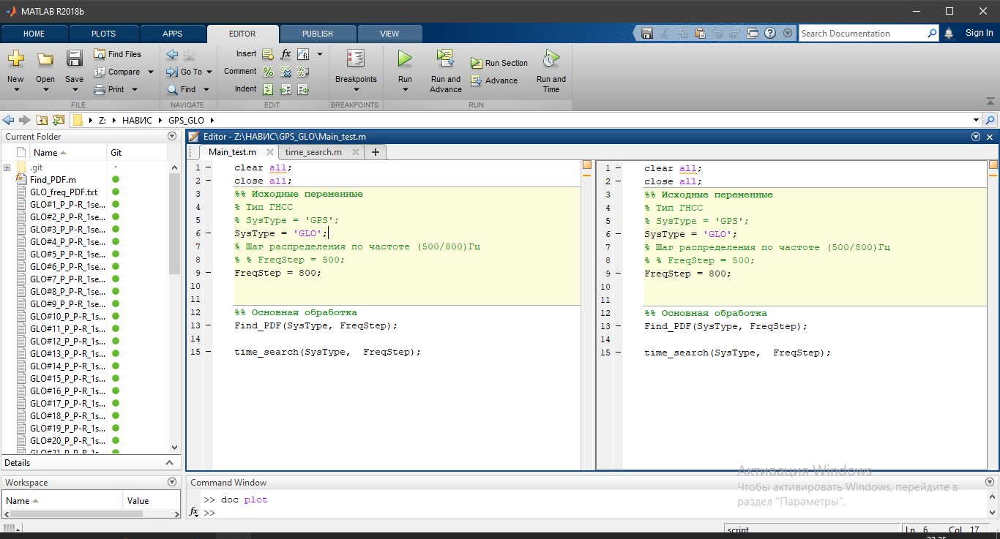 MATLAB R2018b
HOME PLOTS APPS EDITOR PUBLISH VIEW Search Documentation Sign In
New Open Save Find Files Compare Print
Go To Find
Insert fx Comment Indent
Breakpoints
Run Run and Advance Run Section Advance Run and Time
FILE NAVIGATE EDIT BREAKPOINTS RUN
Z: НАВИС GPS_GLO
Current Folder
Name Git
.git
Find_PDF.m
GLO_freq_PDF.txt
GLO#1_P_P-R_1se...
GLO#2_P_P-R_1se...
GLO#3_P_P-R_1se...
GLO#4_P_P-R_1se...
GLO#5_P_P-R_1se...
GLO#6_P_P-R_1se...
GLO#7_P_P-R_1se...
GLO#8_P_P-R_1se...
GLO#9_P_P-R_1se...
GLO#10_P_P-R_1s...
GLO#11_P_P-R_1s...
GLO#12_P_P-R_1s...
GLO#13_P_P-R_1s...
GLO#14_P_P-R_1s...
GLO#15_P_P-R_1s...
GLO#16_P_P-R_1s...
GLO#17_P_P-R_1s...
GLO#18_P_P-R_1s...
GLO#19_P_P-R_1s...
GLO#20_P_P-R_1s...
GLO#21_P_P-R_1s...
Details
Workspace
Name Value
Editor - Z:\НАВИС\GPS_GLO\Main_test.m
Main_test.m time_search.m
1 clear all;
2 close all;
3 %% Исходные переменные
4 % Тип ГНСС
5 % SysType = 'GPS';
6 SysType = 'GLO';
7 % Шаг распределения по частоте (500/800)Гц
8 % % FreqStep = 500;
9 FreqStep = 800;
10
11
12 %% Основная обработка
13 Find_PDF(SysType, FreqStep);
14
15 time_search(SysType,  FreqStep);
1 clear all;
2 close all;
3 %% Исходные переменные
4 % Тип ГНСС
5 % SysType = 'GPS';
6 SysType = 'GLO';
7 % Шаг распределения по частоте (500/800)Гц
8 % % FreqStep = 500;
9 FreqStep = 800;
10
11
12 %% Основная обработка
13 Find_PDF(SysType, FreqStep);
14
15 time_search(SysType,  FreqStep);
Command Window
>> doc plot
fx >>
Активация Windows
Чтобы активировать Windows, перейдите в
раздел "Параметры".
script Ln 6 Col 17